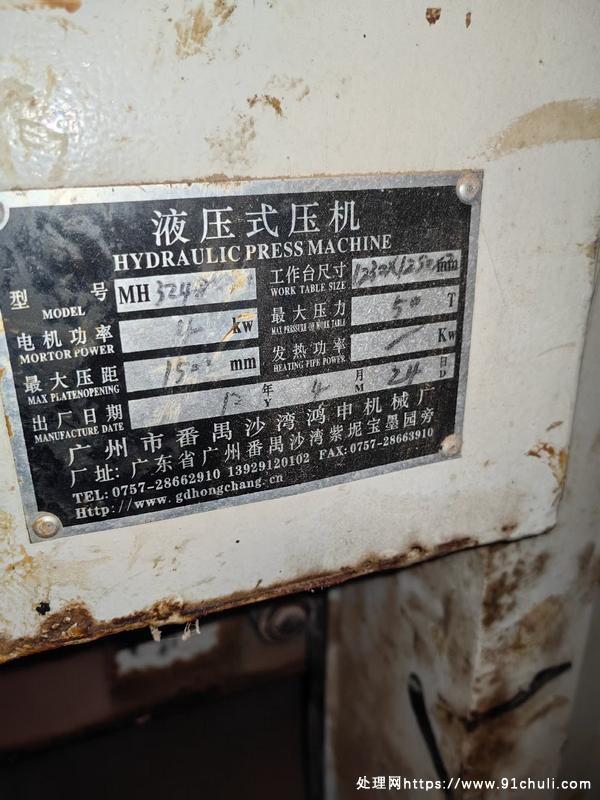 液压式压机
HYDRAULIC PRESS MACHINE
型 号 MH
MODEL
工作台尺寸 1230X1250 mm
WORK TABLE SIZE
电机功率 kw
MORTOR POWER
最大压力 50 T
MAX PRESSURE OF WORK TABLE
最大压距 1500 mm
MAX PLATENOPENING
发热功率 Kw
HEATING PIPE POWER
出厂日期 12 年 4 月 24 日
MANUFACTURE DATE Y M D
广州市番禺沙湾鸿申机械厂
厂址：广东省广州番禺沙湾紫坭宝墨园旁
TEL:0757-28662910 13929120102 FAX:0757-28663910
Http://www.gdhongchang.cn
处理网https://www.91chuli.com